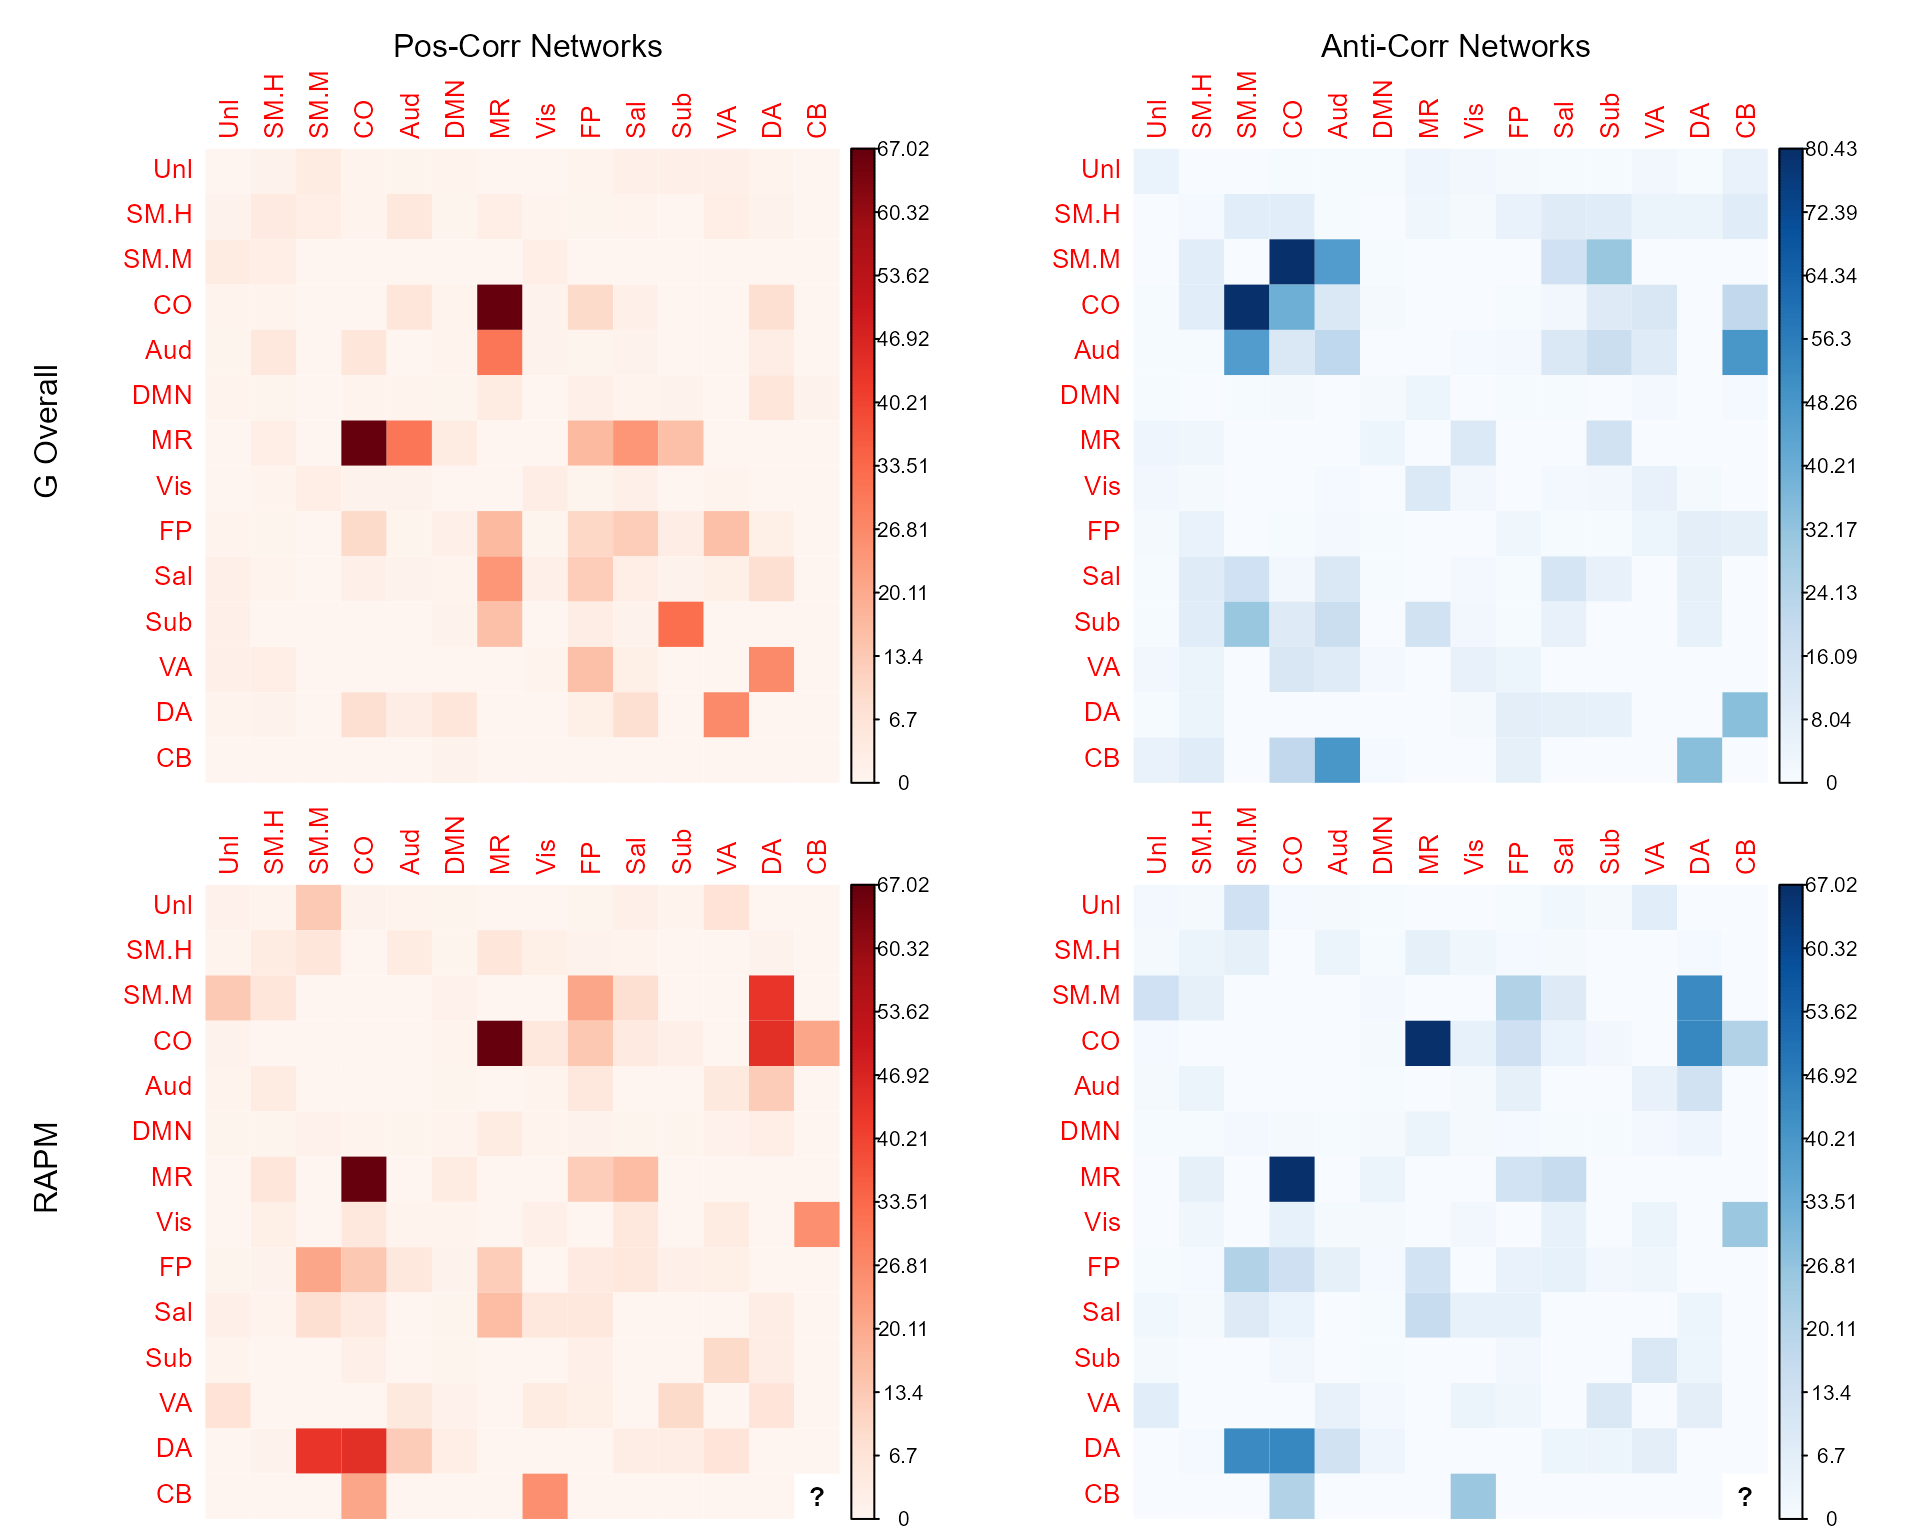 Pos-Corr Networks
Anti-Corr Networks
UnI SM.H SM.M CO Aud DMN MR Vis FP Sal Sub VA DA CB
UnI SM.H SM.M CO Aud DMN MR Vis FP Sal Sub VA DA CB
G Overall
UnI
SM.H
SM.M
CO
Aud
DMN
MR
Vis
FP
Sal
Sub
VA
DA
CB
67.02
60.32
53.62
46.92
40.21
33.51
26.81
20.11
13.4
6.7
0
UnI
SM.H
SM.M
CO
Aud
DMN
MR
Vis
FP
Sal
Sub
VA
DA
CB
80.43
72.39
64.34
56.3
48.26
40.21
32.17
24.13
16.09
8.04
0
UnI SM.H SM.M CO Aud DMN MR Vis FP Sal Sub VA DA CB
UnI SM.H SM.M CO Aud DMN MR Vis FP Sal Sub VA DA CB
RAPM
UnI
SM.H
SM.M
CO
Aud
DMN
MR
Vis
FP
Sal
Sub
VA
DA
CB
?
67.02
60.32
53.62
46.92
40.21
33.51
26.81
20.11
13.4
6.7
0
UnI
SM.H
SM.M
CO
Aud
DMN
MR
Vis
FP
Sal
Sub
VA
DA
CB
?
67.02
60.32
53.62
46.92
40.21
33.51
26.81
20.11
13.4
6.7
0